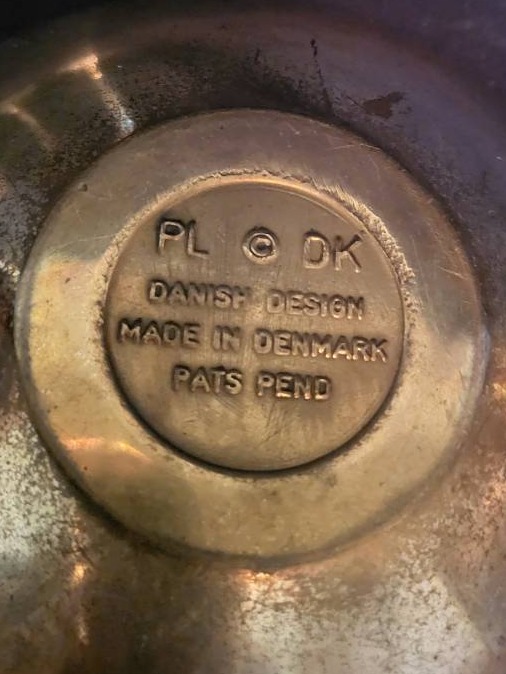 PL © DK
DANISH DESIGN
MADE IN DENMARK
PATS PEND